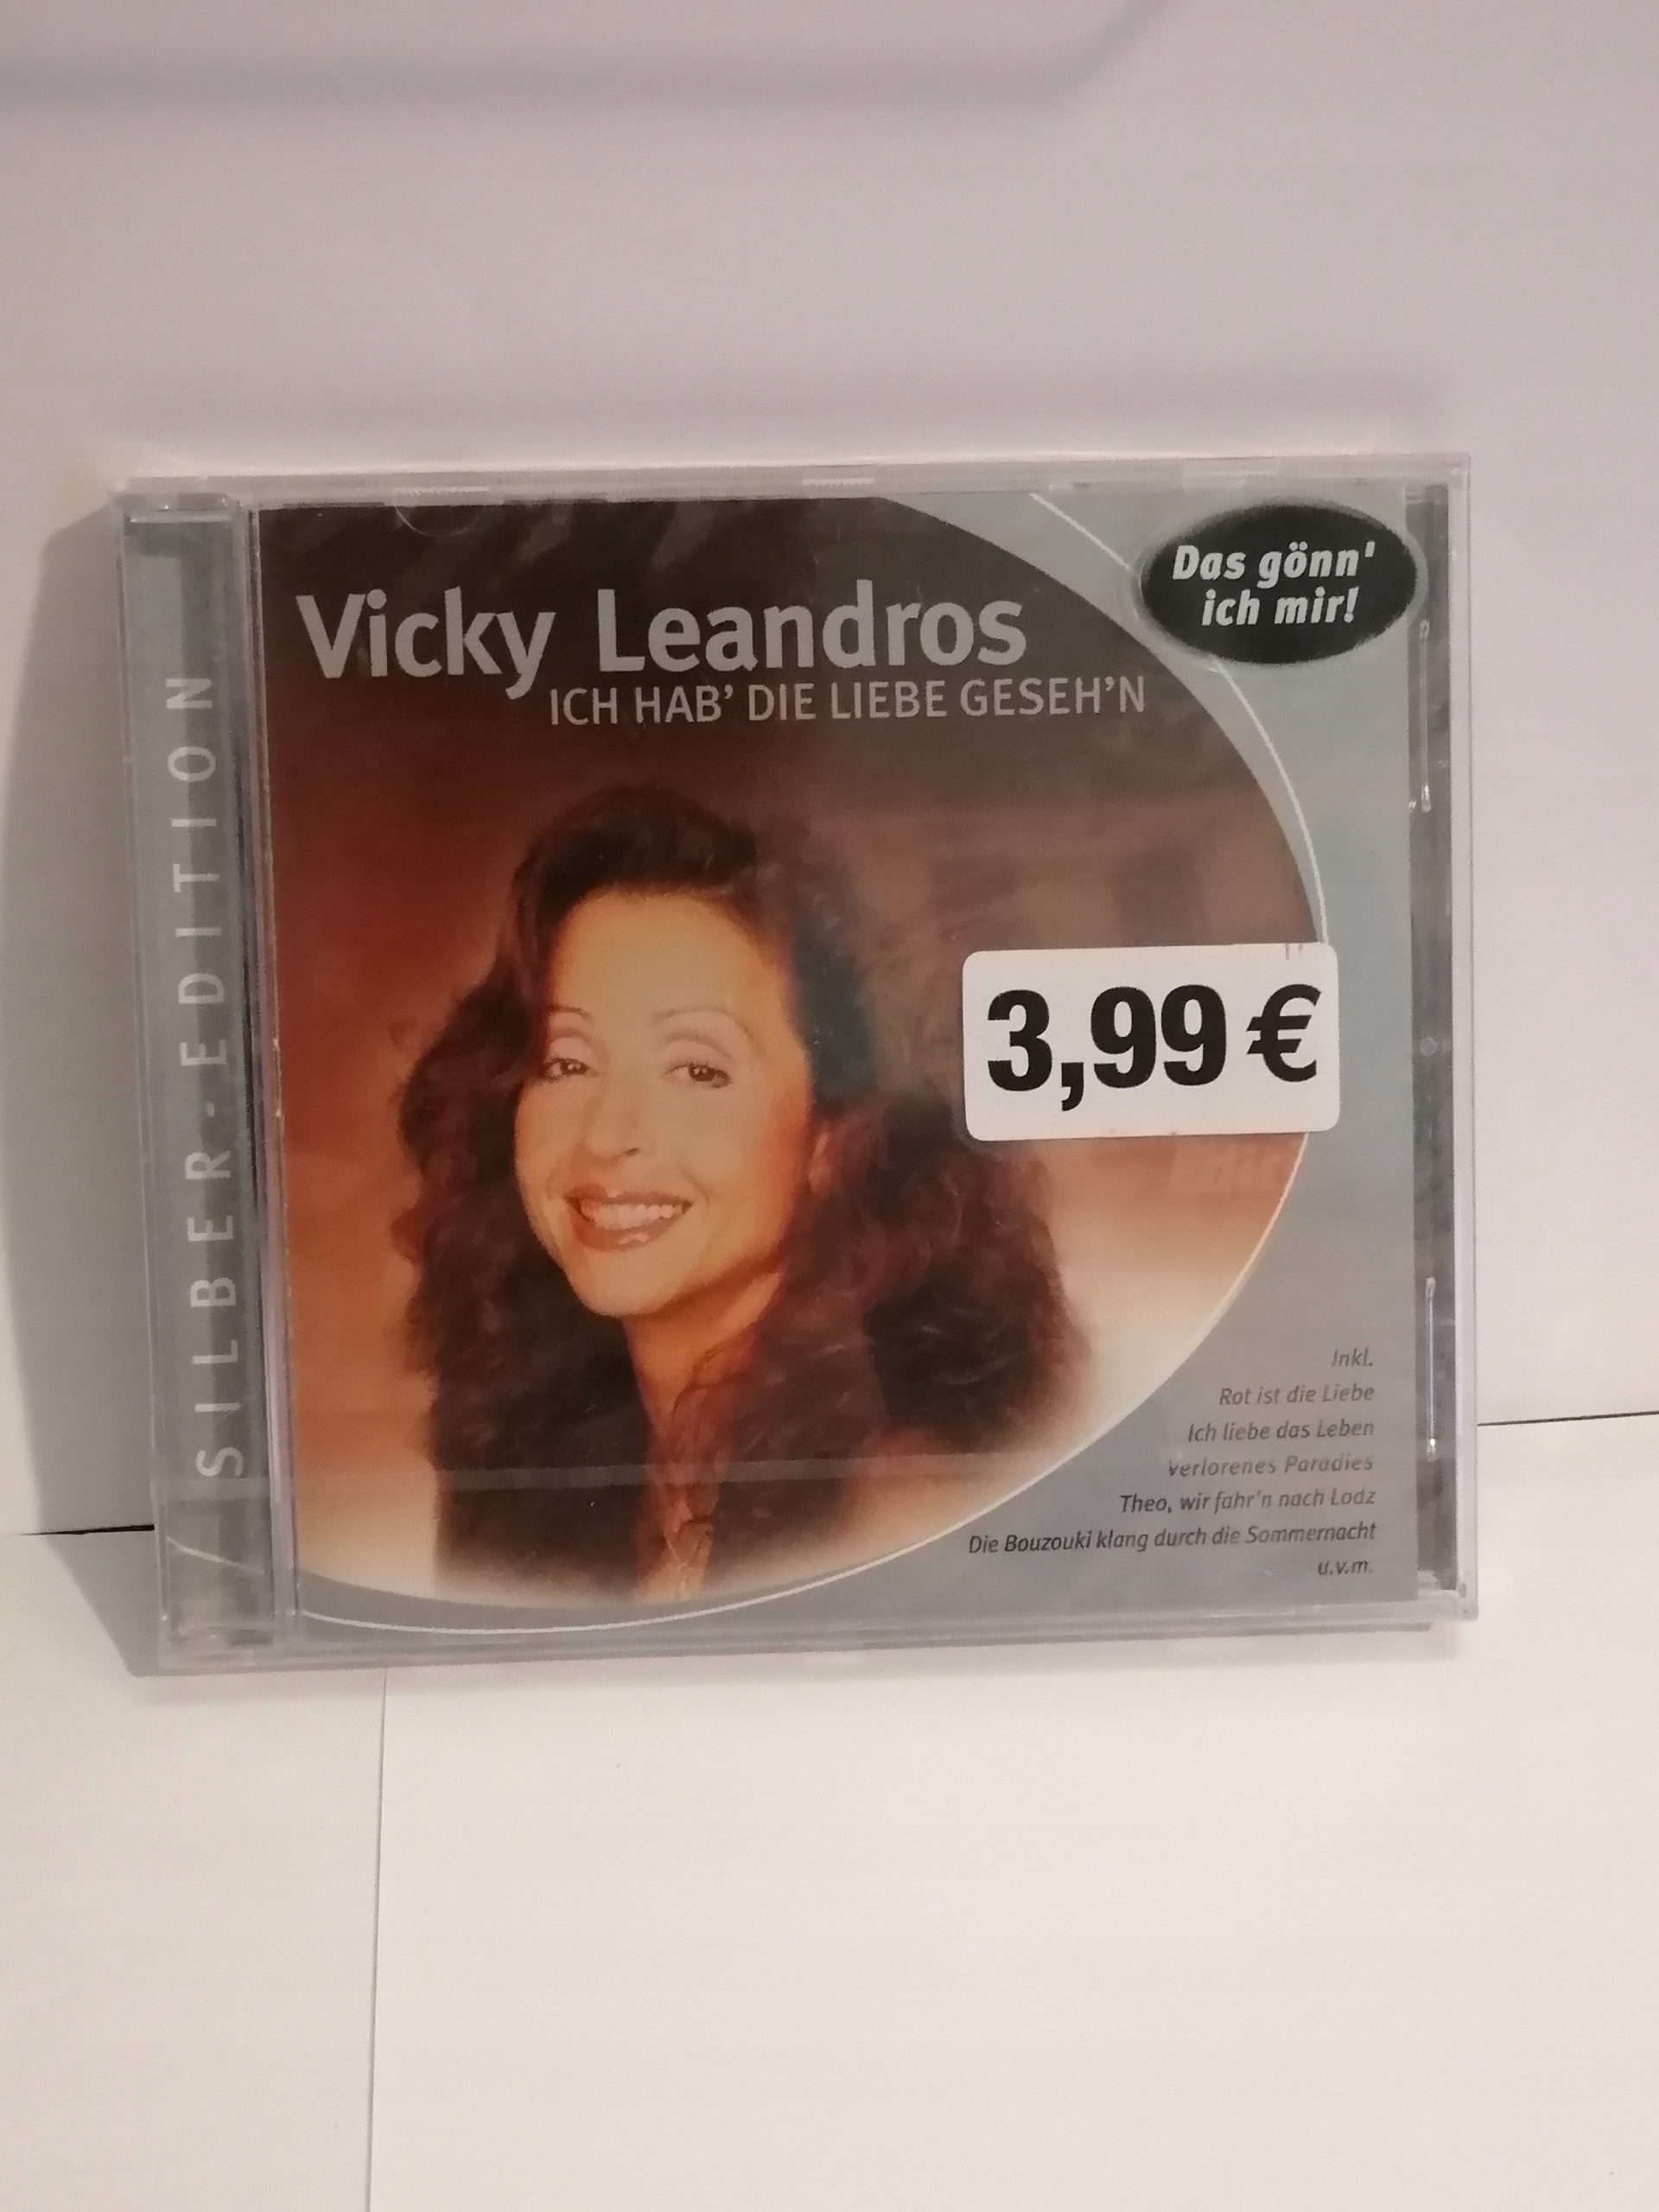 SILBER-EDITION
Vicky Leandros
ICH HAB' DIE LIEBE GESEH'N
Das gönn'
ich mir!
3,99 €
Inkl.
Rot ist die Liebe
Ich liebe das Leben
Verlorenes Paradies
Theo, wir fahr'n nach Lodz
Die Bouzouki klang durch die Sommernacht
u.v.m.